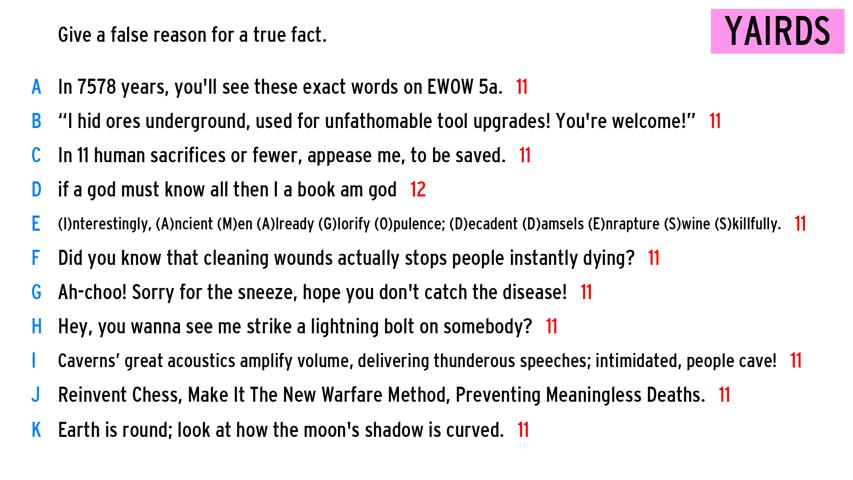 Give a false reason for a true fact.
YAIRDS
A In 7578 years, you'll see these exact words on EWOW 5a. 11
B “I hid ores underground, used for unfathomable tool upgrades! You're welcome!” 11
C In 11 human sacrifices or fewer, appease me, to be saved. 11
D if a god must know all then I a book am god 12
E (I)nterestingly, (A)ncient (M)en (A)lready (G)lorify (O)pulence; (D)ecadent (D)amsels (E)nrapture (S)wine (S)killfully. 11
F Did you know that cleaning wounds actually stops people instantly dying? 11
G Ah-choo! Sorry for the sneeze, hope you don't catch the disease! 11
H Hey, you wanna see me strike a lightning bolt on somebody? 11
I Caverns’ great acoustics amplify volume, delivering thunderous speeches; intimidated, people cave! 11
J Reinvent Chess, Make It The New Warfare Method, Preventing Meaningless Deaths. 11
K Earth is round; look at how the moon's shadow is curved. 11